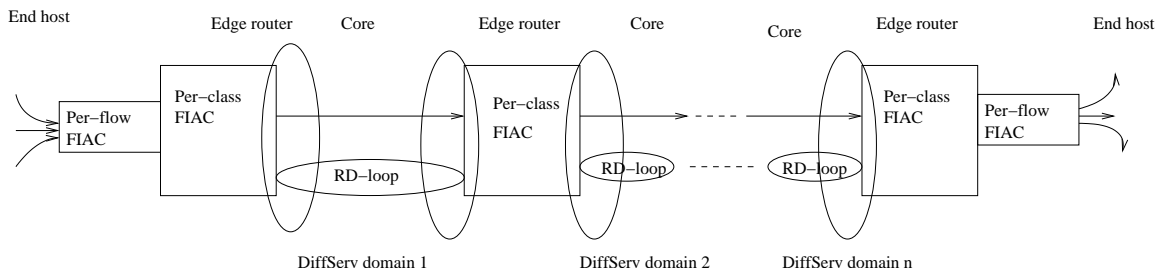 End host
Edge router
Core
Edge router
Core
Core
Edge router
End host
Per-flow
FIAC
Per-class
FIAC
RD-loop
Per-class
FIAC
RD-loop
RD-loop
Per-class
FIAC
Per-flow
FIAC
DiffServ domain 1
DiffServ domain 2
DiffServ domain n